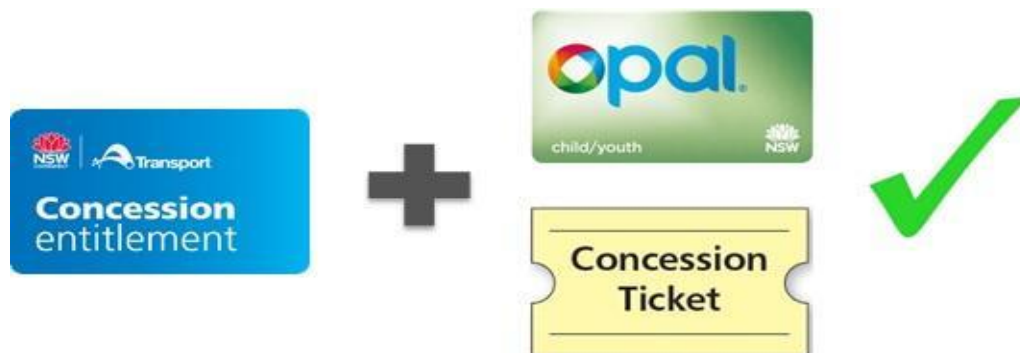 NSW
Transport
Concession
entitlement
opal.
child/youth
NSW
Concession
Ticket